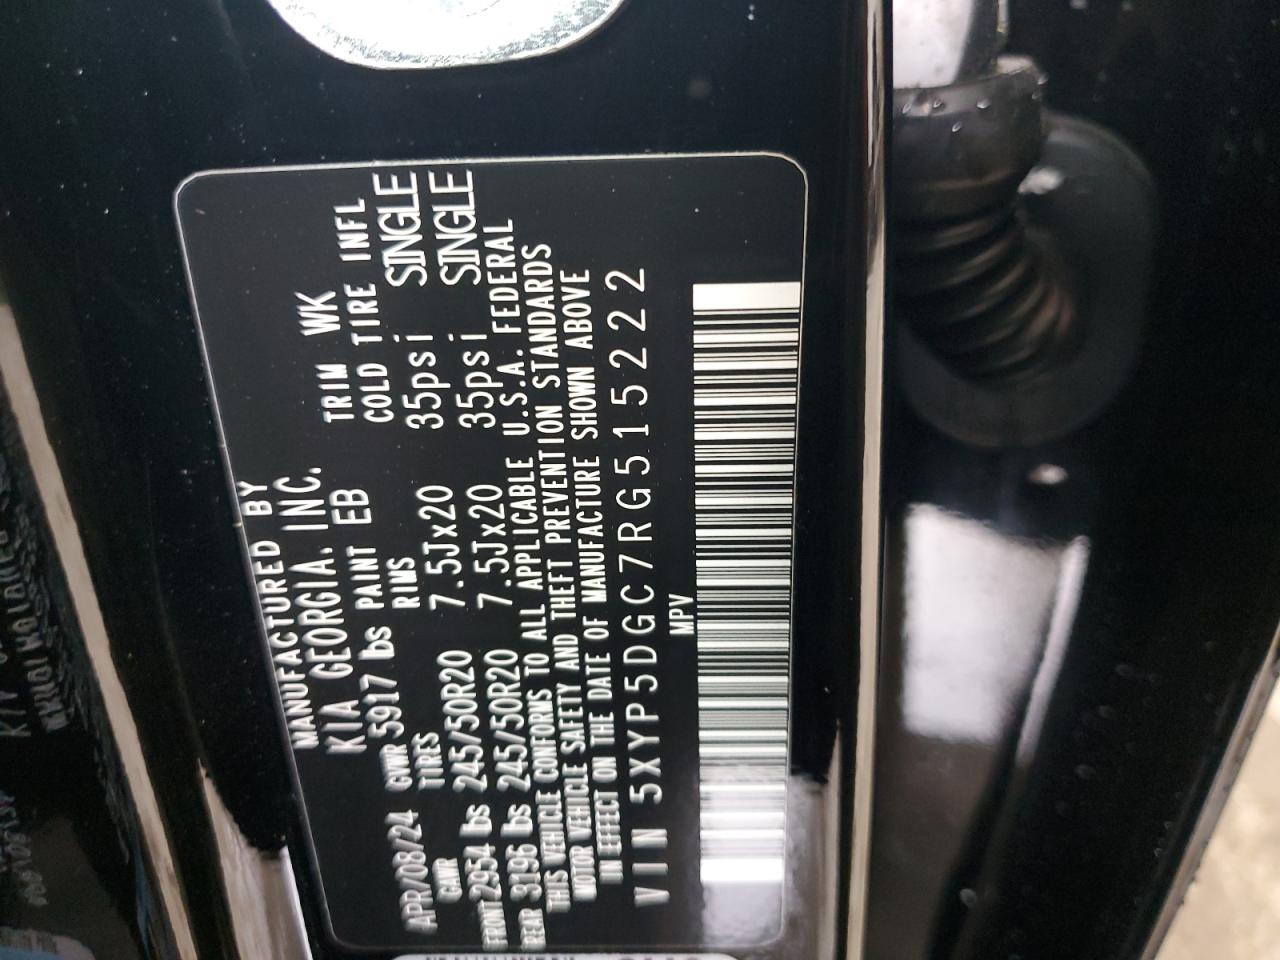 MANUFACTURED BY
KIA GEORGIA, INC.
APR/08/24 GVWR 5917 lbs PAINT EB TRIM WK
GAWR TIRES RIMS COLD TIRE INFL
FRONT 2954 lbs 245/50R20 7.5Jx20 35psi SINGLE
REAR 3196 lbs 245/50R20 7.5Jx20 35psi SINGLE
THIS VEHICLE CONFORMS TO ALL APPLICABLE U.S.A. FEDERAL
MOTOR VEHICLE SAFETY AND THEFT PREVENTION STANDARDS
IN EFFECT ON THE DATE OF MANUFACTURE SHOWN ABOVE
VIN 5XYP5DGC7RG515222
MPV